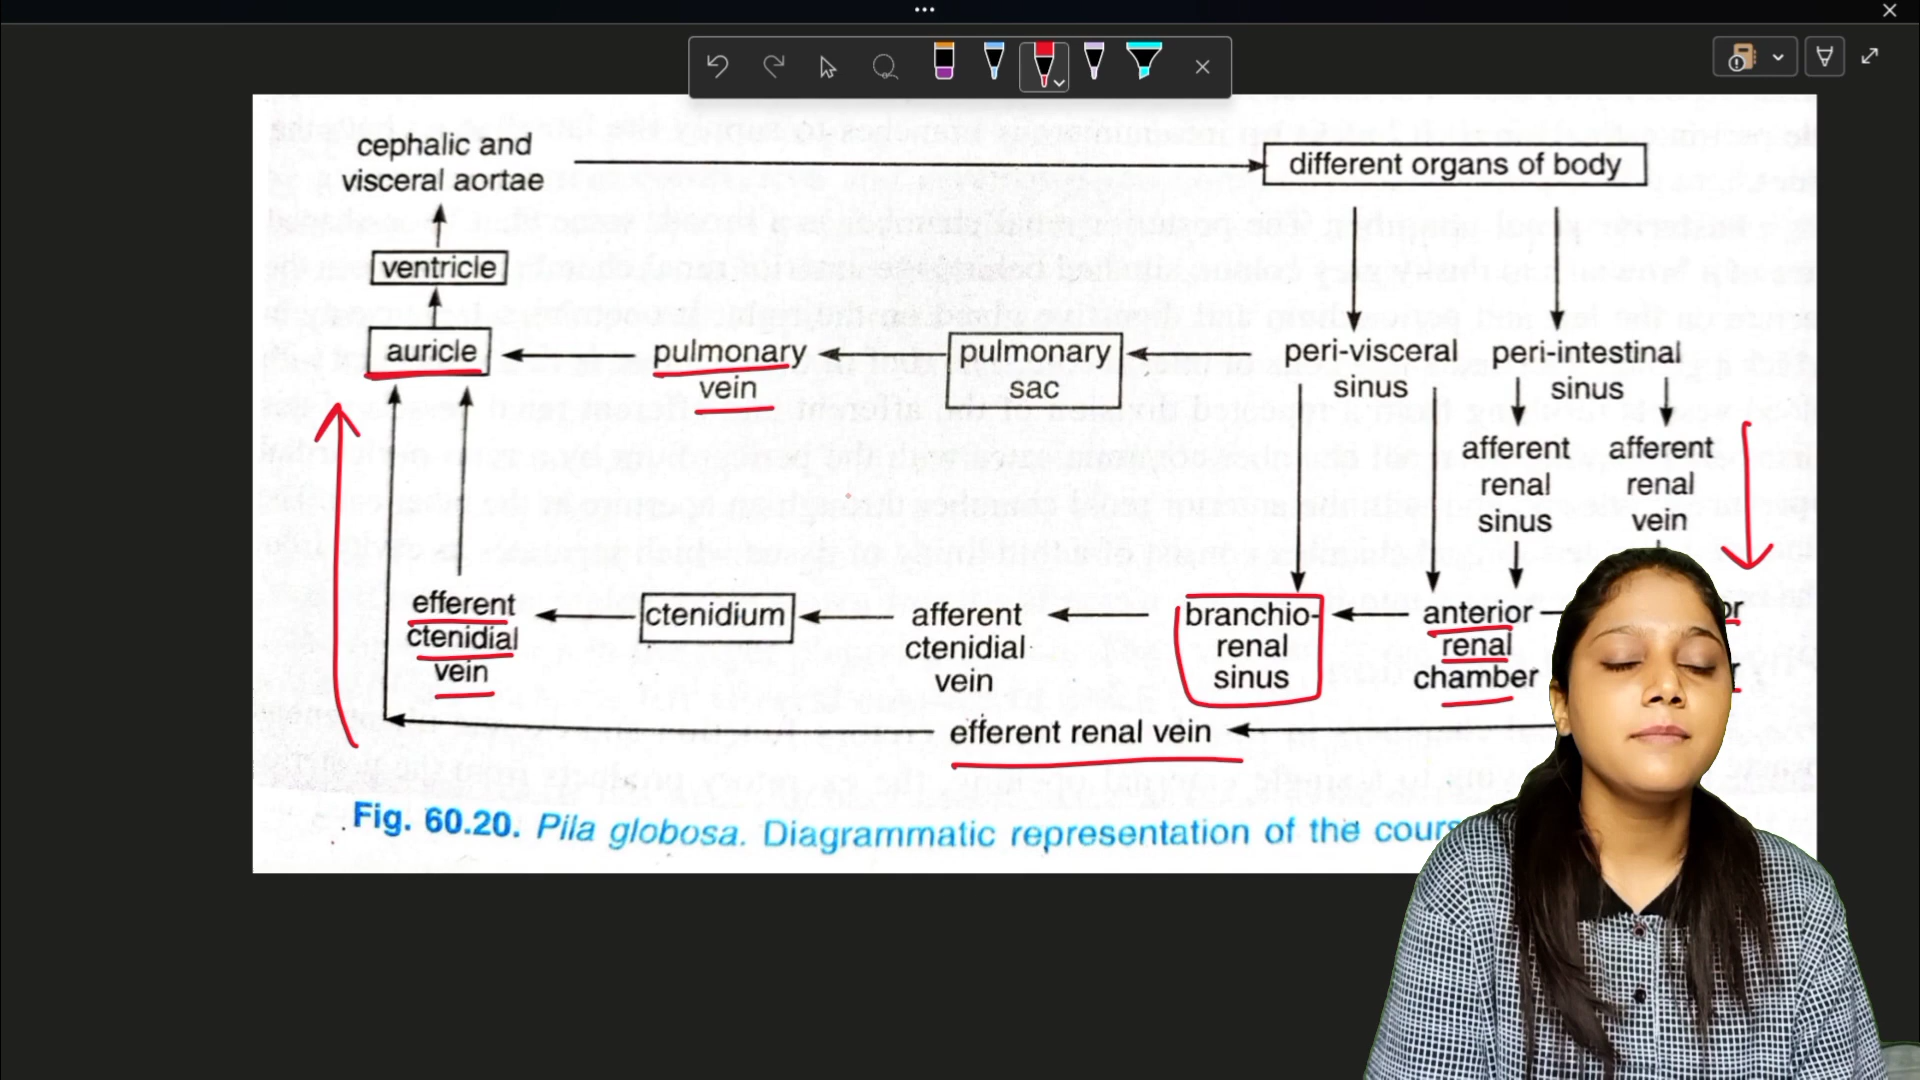 cephalic and
visceral aortae
different organs of body
ventricle
auricle
pulmonary
vein
pulmonary
sac
peri-visceral
sinus
peri-intestinal
sinus
afferent
renal
sinus
afferent
renal
vein
efferent
ctenidial
vein
ctenidium
afferent
ctenidial
vein
branchio-
renal
sinus
anterior
renal
chamber
efferent renal vein
Fig. 60.20. Pila globosa. Diagrammatic representation of the